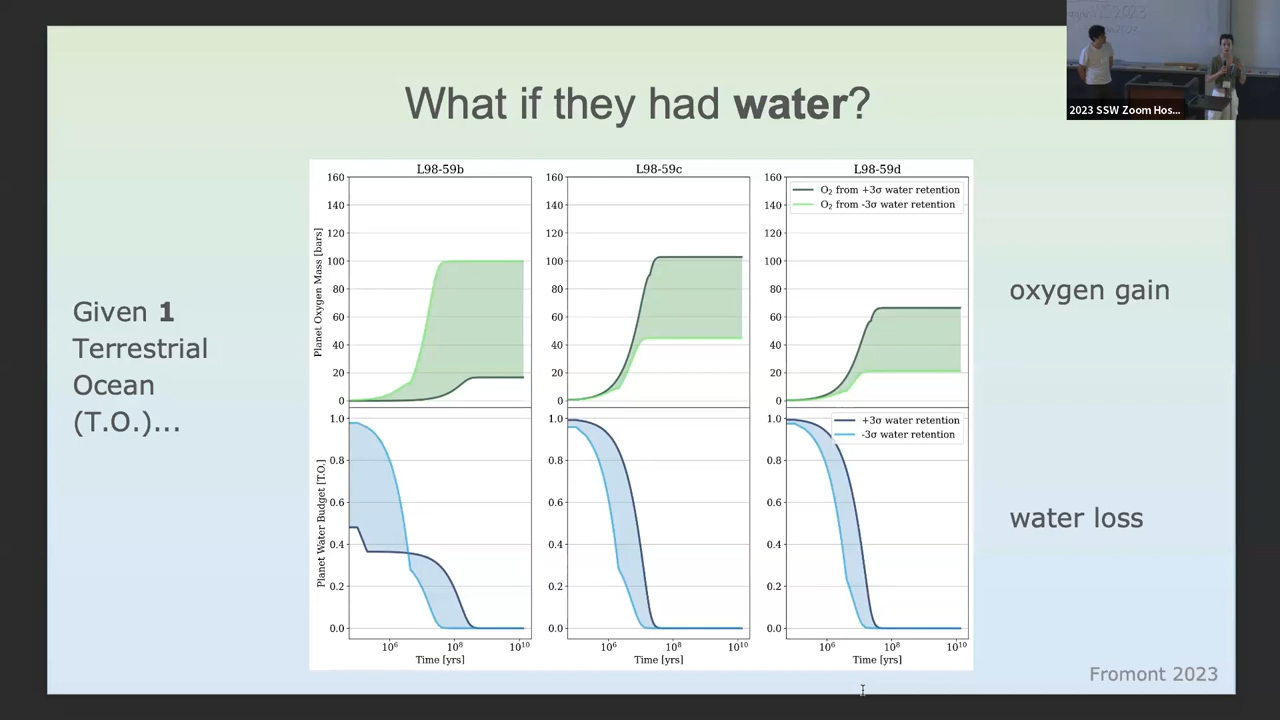 2023
2023
2023 SSW Zoom Hos...
What if they had water?
Given 1
Terrestrial
Ocean
(T.O.)...
L98-59b
L98-59c
L98-59d
Planet Oxygen Mass [bars]
160
140
120
100
80
60
40
20
0
160
140
120
100
80
60
40
20
0
160
140
120
100
80
60
40
20
0
O₂ from +3σ water retention
O₂ from -3σ water retention
oxygen gain
Planet Water Budget [T.O.]
1.0
0.8
0.6
0.4
0.2
0.0
1.0
0.8
0.6
0.4
0.2
0.0
1.0
0.8
0.6
0.4
0.2
0.0
+3σ water retention
-3σ water retention
water loss
10⁶ 10⁸ 10¹⁰
Time [yrs]
10⁶ 10⁸ 10¹⁰
Time [yrs]
10⁶ 10⁸ 10¹⁰
Time [yrs]
Fromont 2023